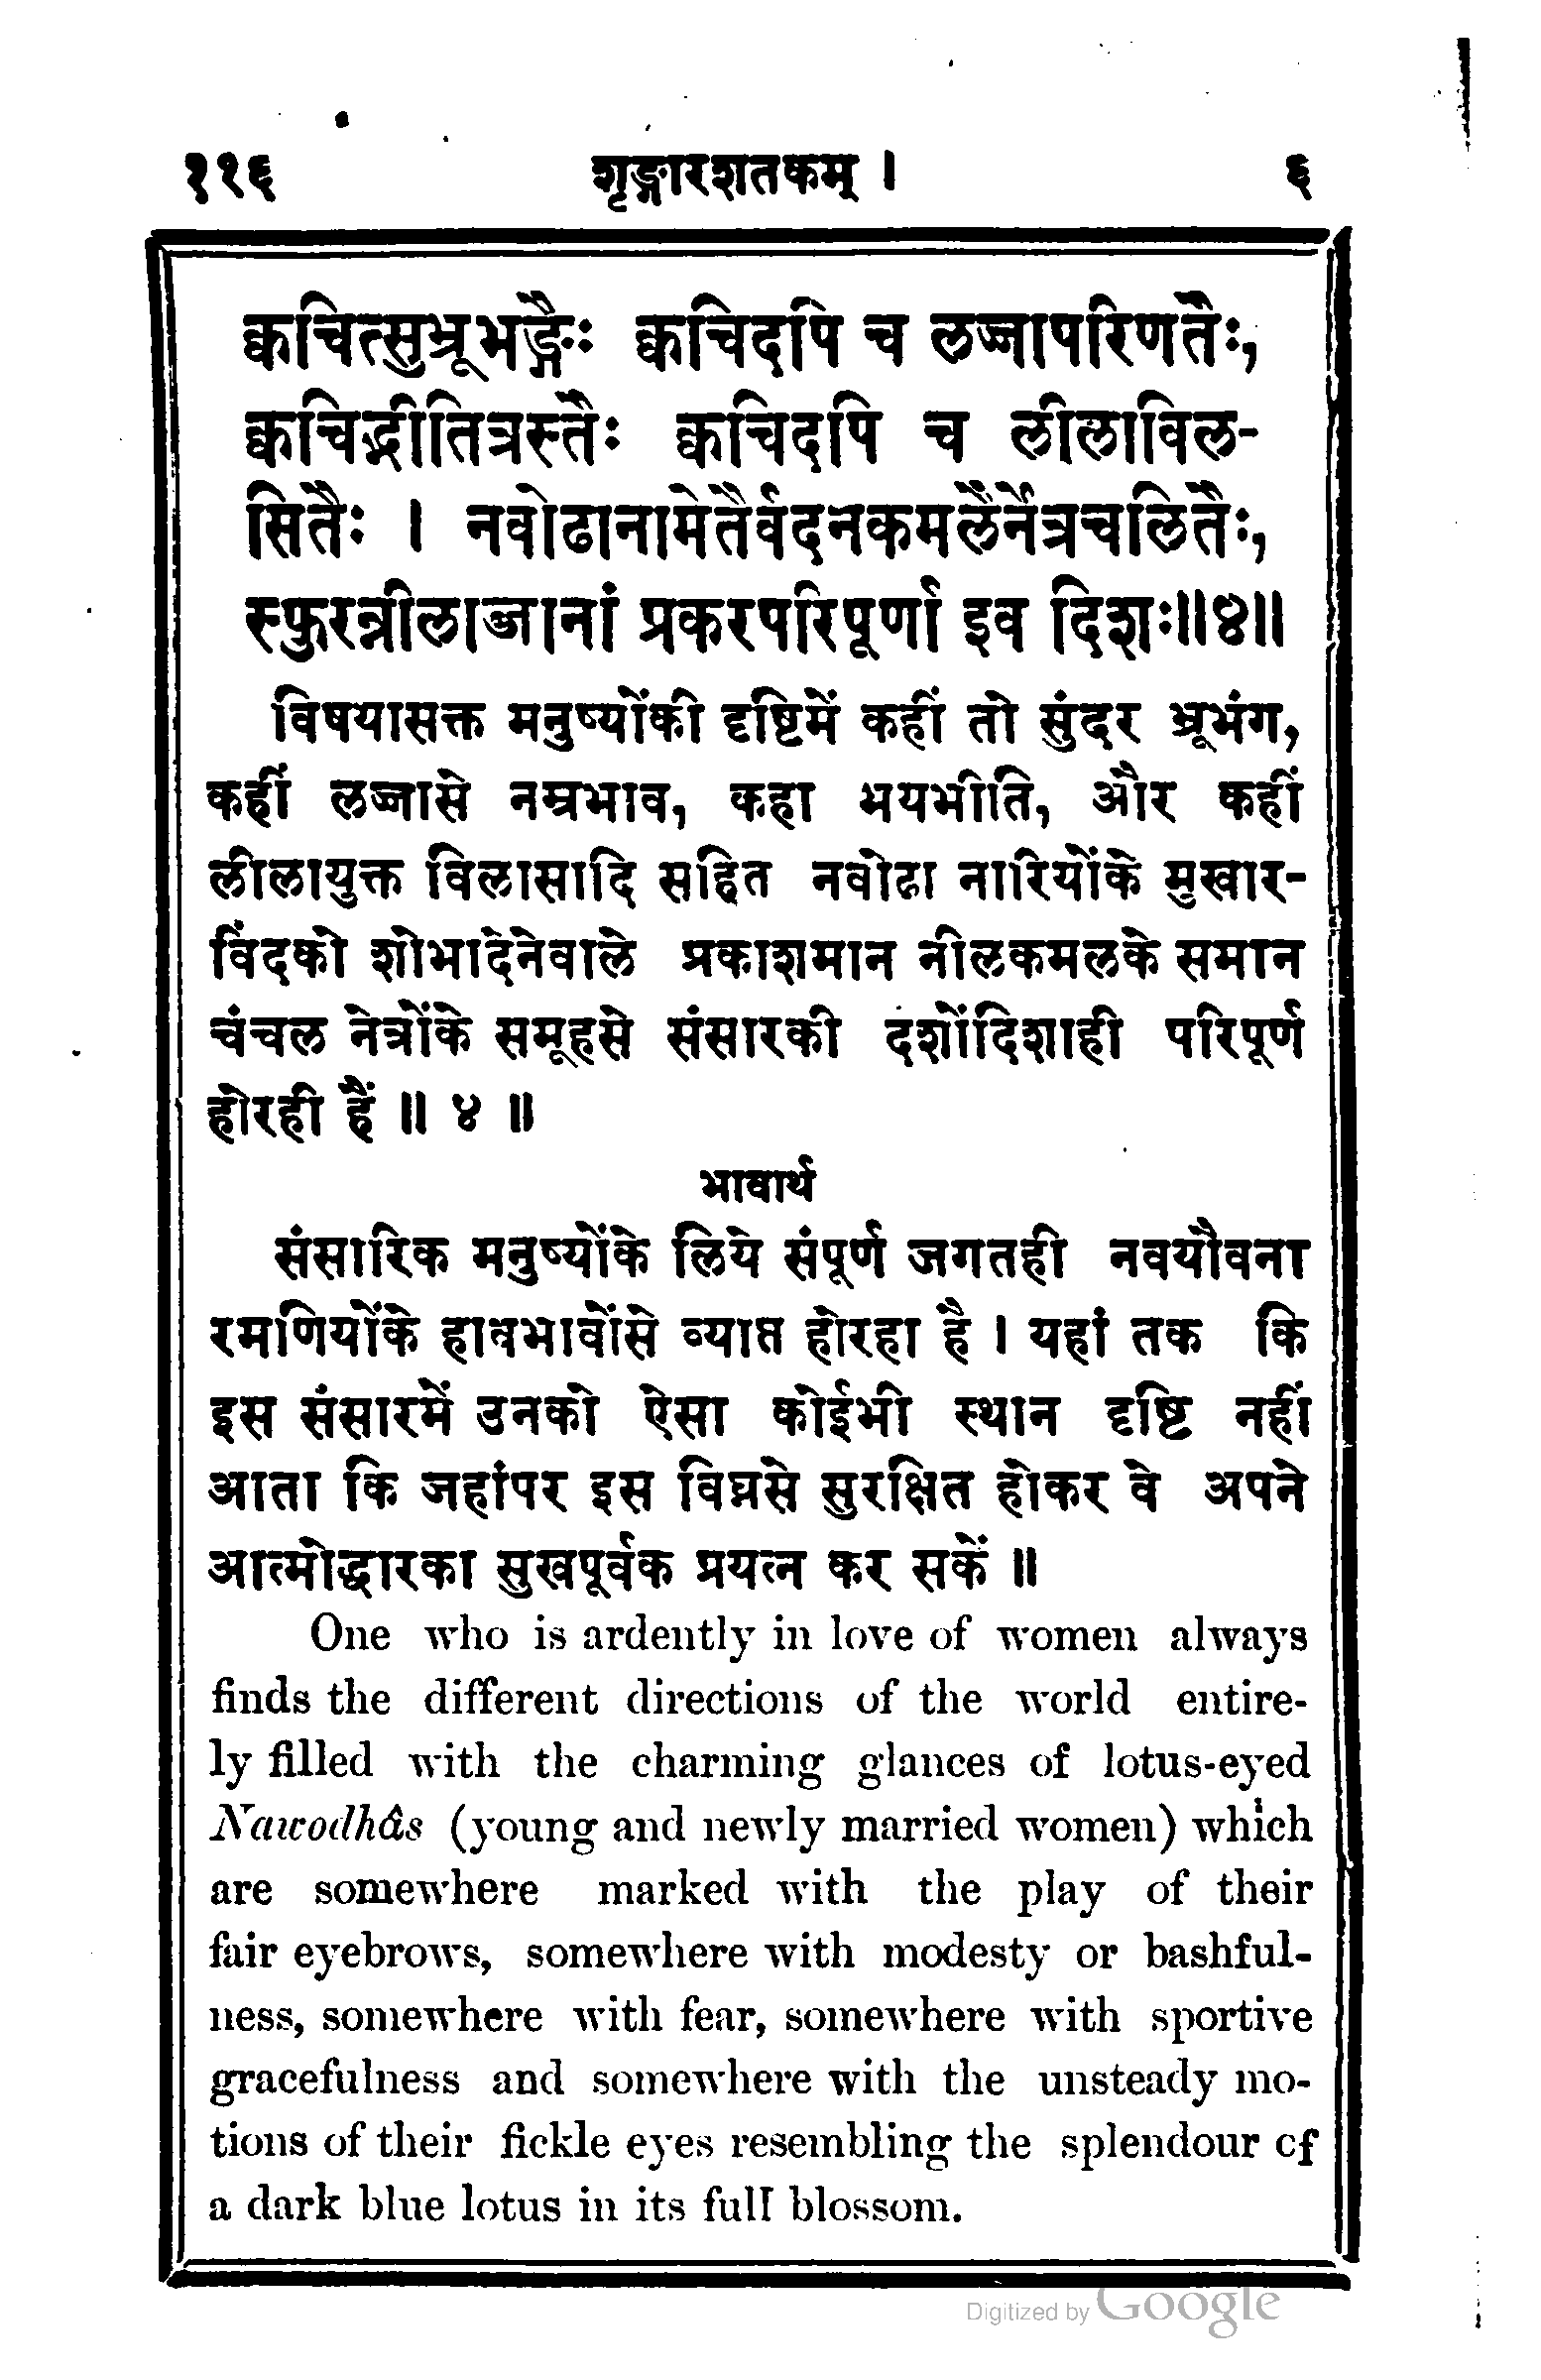 ११६ शृङ्गारशतकम् । ६
क्वचित्सुभ्रूभङ्गैः क्वचिदपि च लज्जापरिणतैः,
क्वचिद्भीतित्रस्तैः क्वचिदपि च लीलाविल-
सितैः । नवोढानामेतैर्वदनकमलैर्नेत्रचलितैः,
स्फुरन्नीलाब्जानां प्रकरपरिपूर्णा इव दिशः॥४॥
विषयासक्त मनुष्योंकी दृष्टिमें कहीं तो सुंदर भ्रूभंग,
कहीं लज्जासे नम्रभाव, कहा भयभीति, और कहीं
लीलायुक्त विलासादि सहित नवोढा नारियोंके मुखार-
विंदको शोभादेनेवाले प्रकाशमान नीलकमलके समान
चंचल नेत्रोंके समूहसे संसारकी दशोंदिशाही परिपूर्ण
होरही हैं ॥ ४ ॥
भावार्थ
संसारिक मनुष्योंके लिये संपूर्ण जगतही नवयौवना
रमणियोंके हावभावोंसे व्याप्त होरहा है । यहां तक कि
इस संसारमें उनको ऐसा कोईभी स्थान दृष्टि नहीं
आता कि जहांपर इस विघ्नसे सुरक्षित होकर वे अपने
आत्मोद्धारका सुखपूर्वक प्रयत्न कर सकें ॥
One who is ardently in love of women always
finds the different directions of the world entire-
ly filled with the charming glances of lotus-eyed
Nawodhâs (young and newly married women) which
are somewhere marked with the play of their
fair eyebrows, somewhere with modesty or bashful-
ness, somewhere with fear, somewhere with sportive
gracefulness and somewhere with the unsteady mo-
tions of their fickle eyes resembling the splendour of
a dark blue lotus in its full blossom.
Digitized by Google